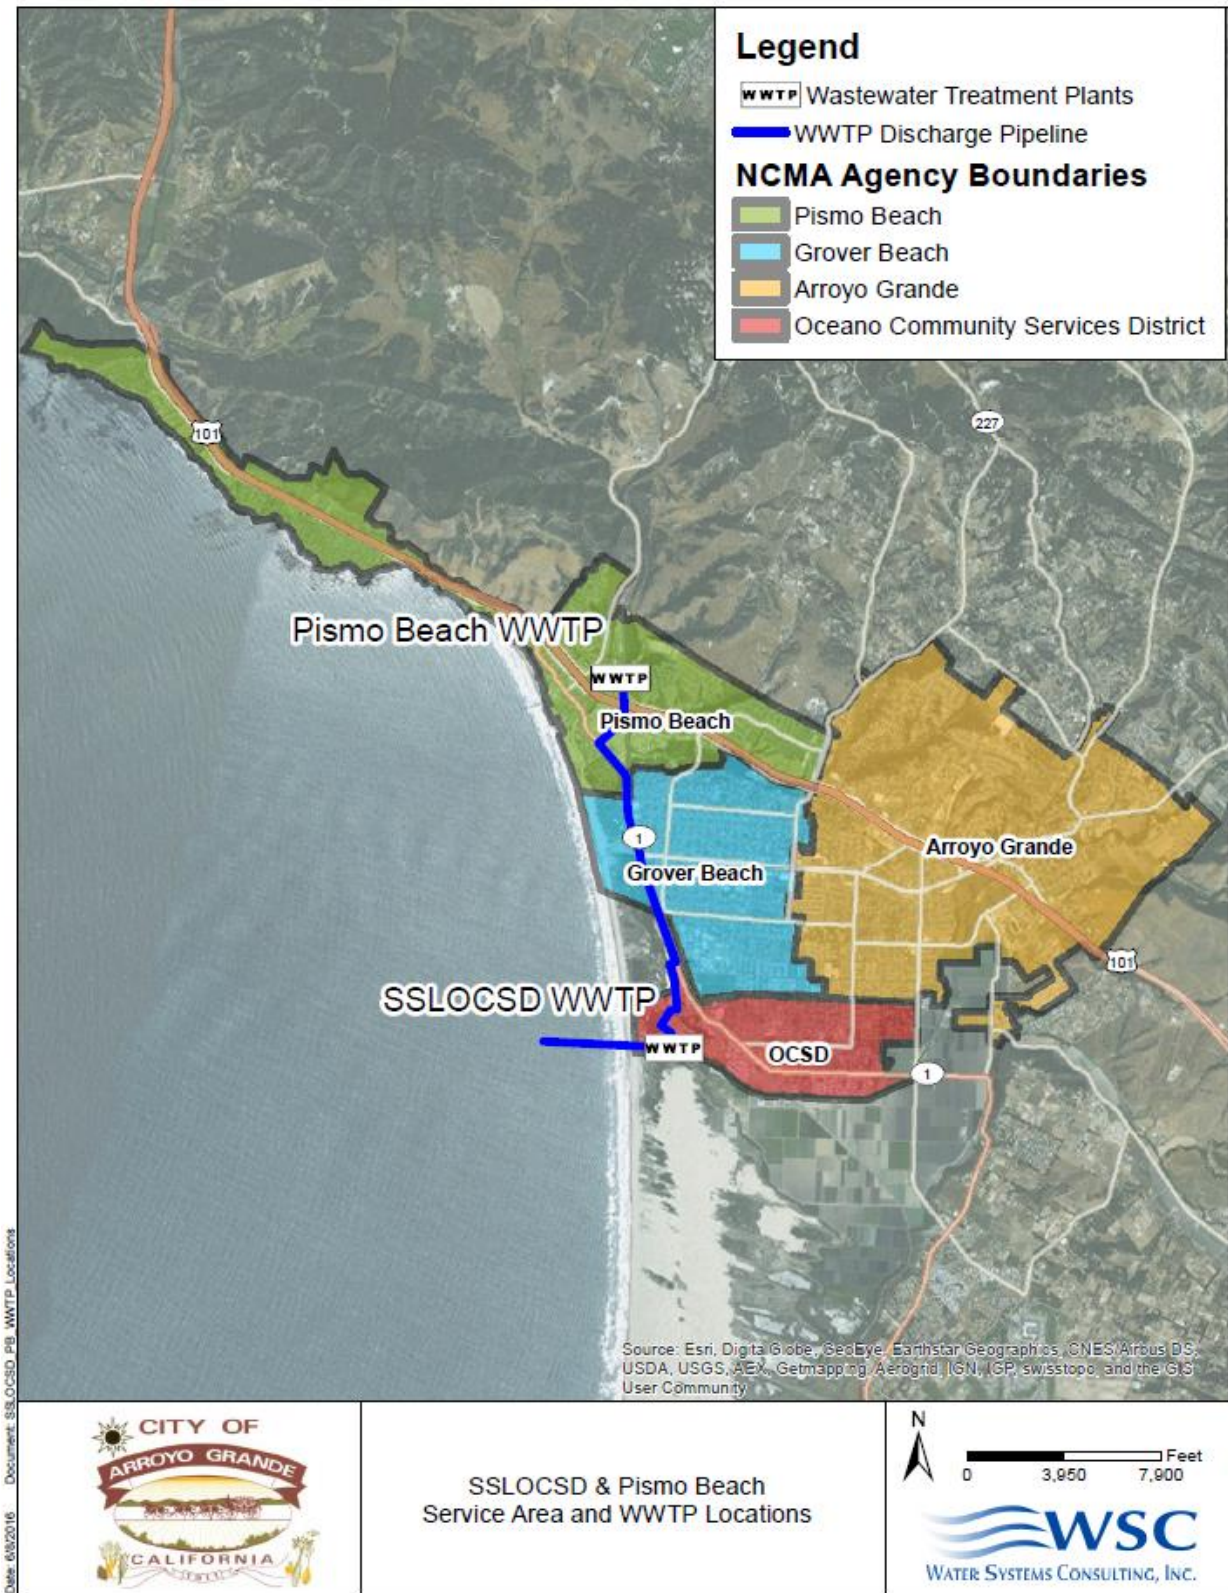 Legend
WWTP Wastewater Treatment Plants
WWTP Discharge Pipeline
NCMA Agency Boundaries
Pismo Beach
Grover Beach
Arroyo Grande
Oceano Community Services District
227
101
Pismo Beach WWTP
WWTP
Pismo Beach
1
Arroyo Grande
Grover Beach
101
SSLOCSD WWTP
WWTP
OCSD
1
Source: Esri, DigitalGlobe, GeoEye, Earthstar Geographics, CNES/Airbus DS,
USDA, USGS, AEX, Getmapping, Aerogrid, IGN, IGP, swisstopo, and the GIS
User Community
Date: 6/8/2016 Document: SSLOCSD_PB_WWTP_Locations
CITY OF
ARROYO GRANDE
CALIFORNIA
SSLOCSD & Pismo Beach
Service Area and WWTP Locations
N
Feet
0 3,950 7,900
WSC
WATER SYSTEMS CONSULTING, INC.